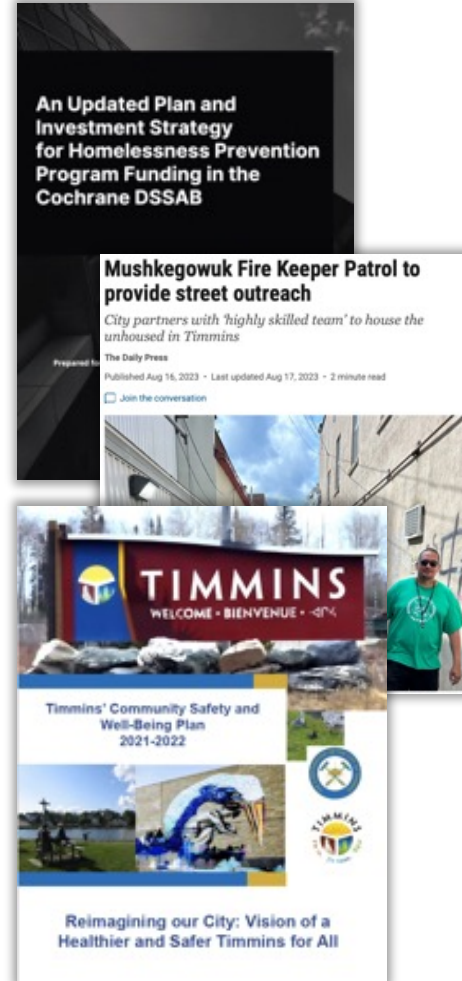 An Updated Plan and
Investment Strategy
for Homelessness Prevention
Program Funding in the
Cochrane DSSAB
Prepared fo
Mushkegowuk Fire Keeper Patrol to
provide street outreach
City partners with ‘highly skilled team’ to house the
unhoused in Timmins
The Daily Press
Published Aug 16, 2023 • Last updated Aug 17, 2023 • 2 minute read
Join the conversation
TIMMINS
WELCOME • BIENVENUE •
Timmins’ Community Safety and
Well-Being Plan
2021-2022
TIMMINS
Reimagining our City: Vision of a
Healthier and Safer Timmins for All